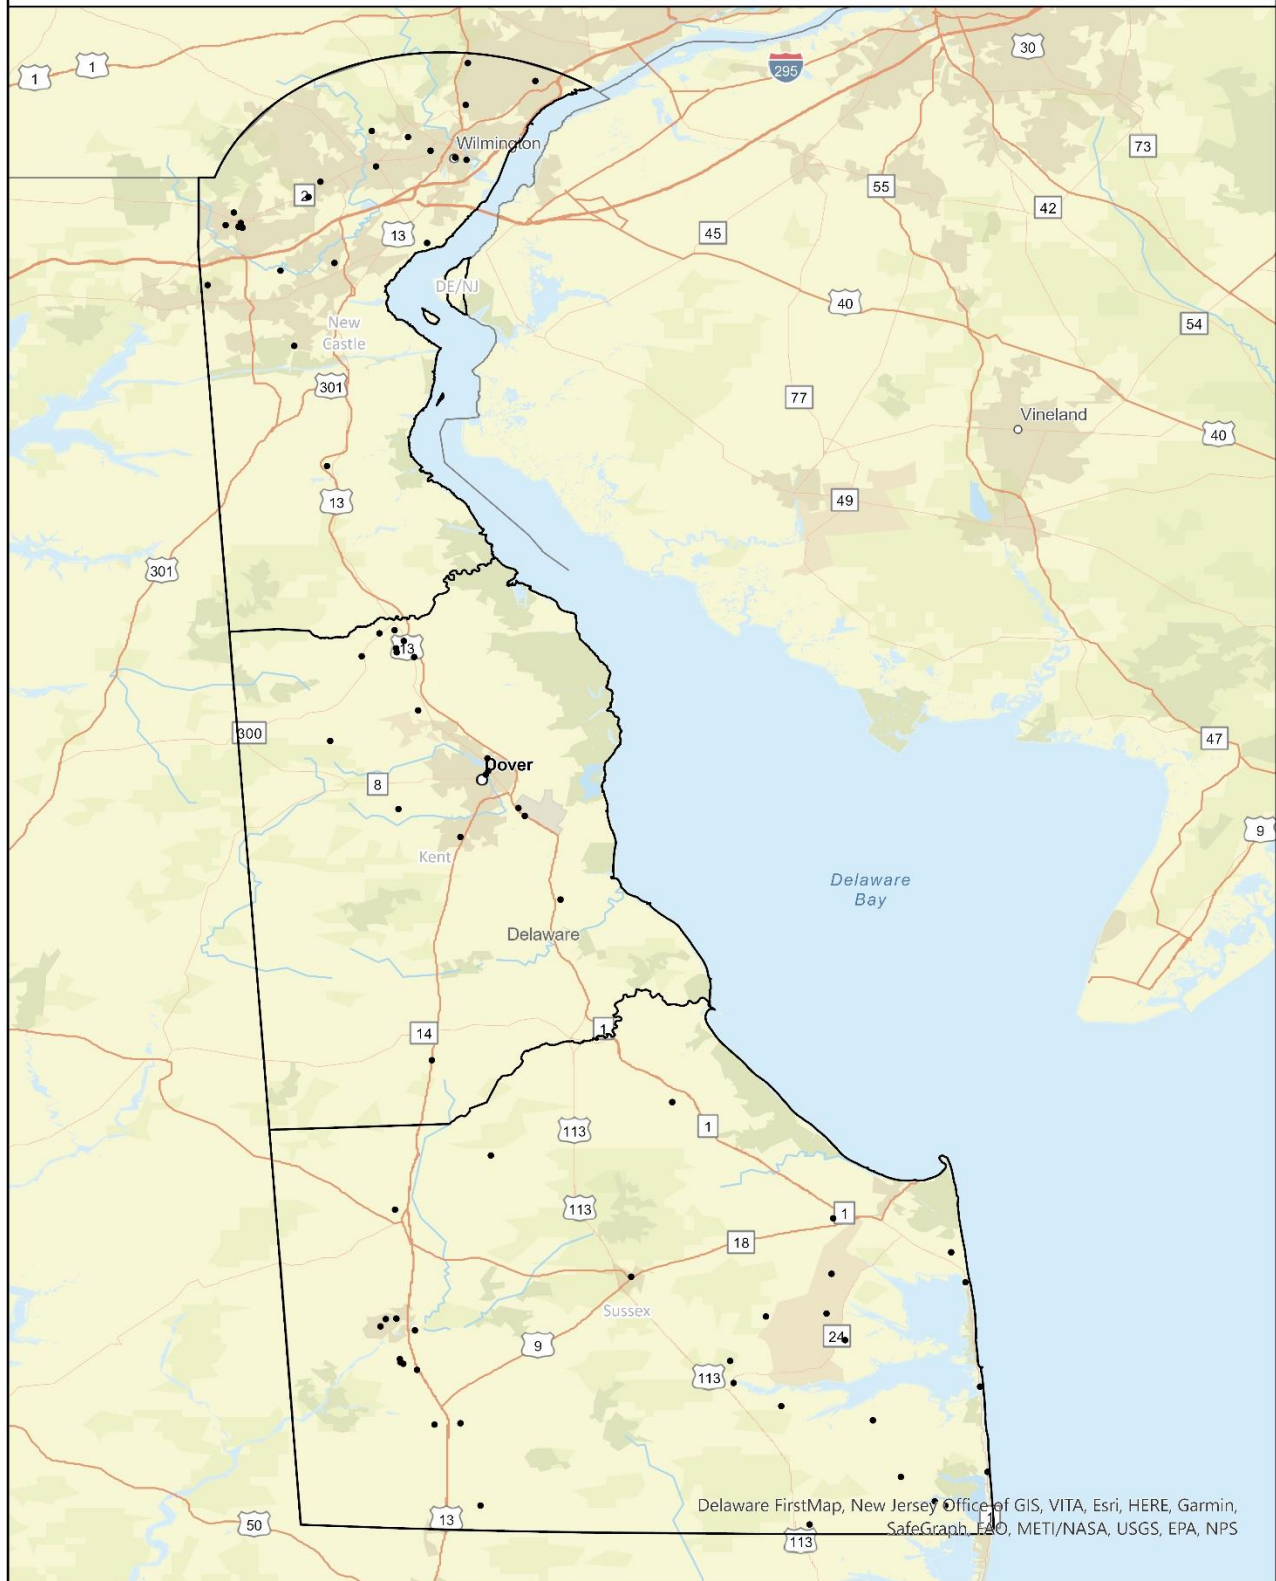 30
1
1
295
73
Wilmington
55
2
42
45
13
DE/NJ
40
54
New
Castle
301
77
Vineland
40
49
13
301
13
300
47
Dover
8
9
Kent
Delaware
Bay
Delaware
14
1
113
1
113
1
18
Sussex
24
9
113
Delaware FirstMap, New Jersey Office of GIS, VITA, Esri, HERE, Garmin,
SafeGraph, FAO, METI/NASA, USGS, EPA, NPS
1
50
13
113